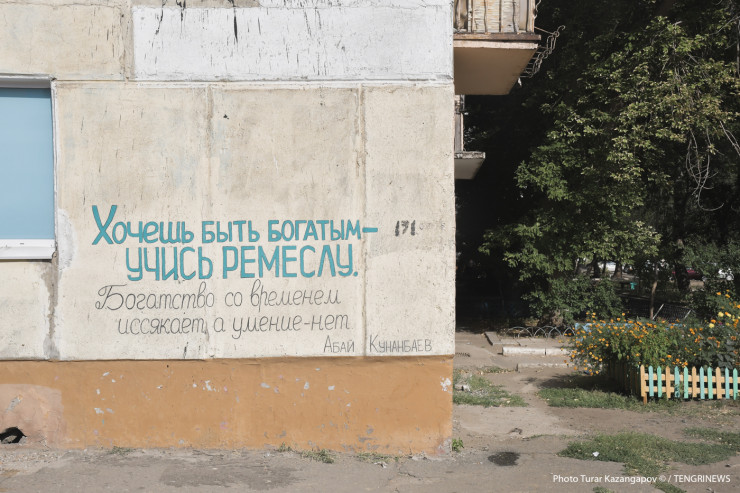 Хочешь быть богатым-
учись ремеслу.
171
Богатство со временем
иссякает, а умение-нет
Абай Кунанбаев
Photo Turar Kazangapov © / TENGRINEWS